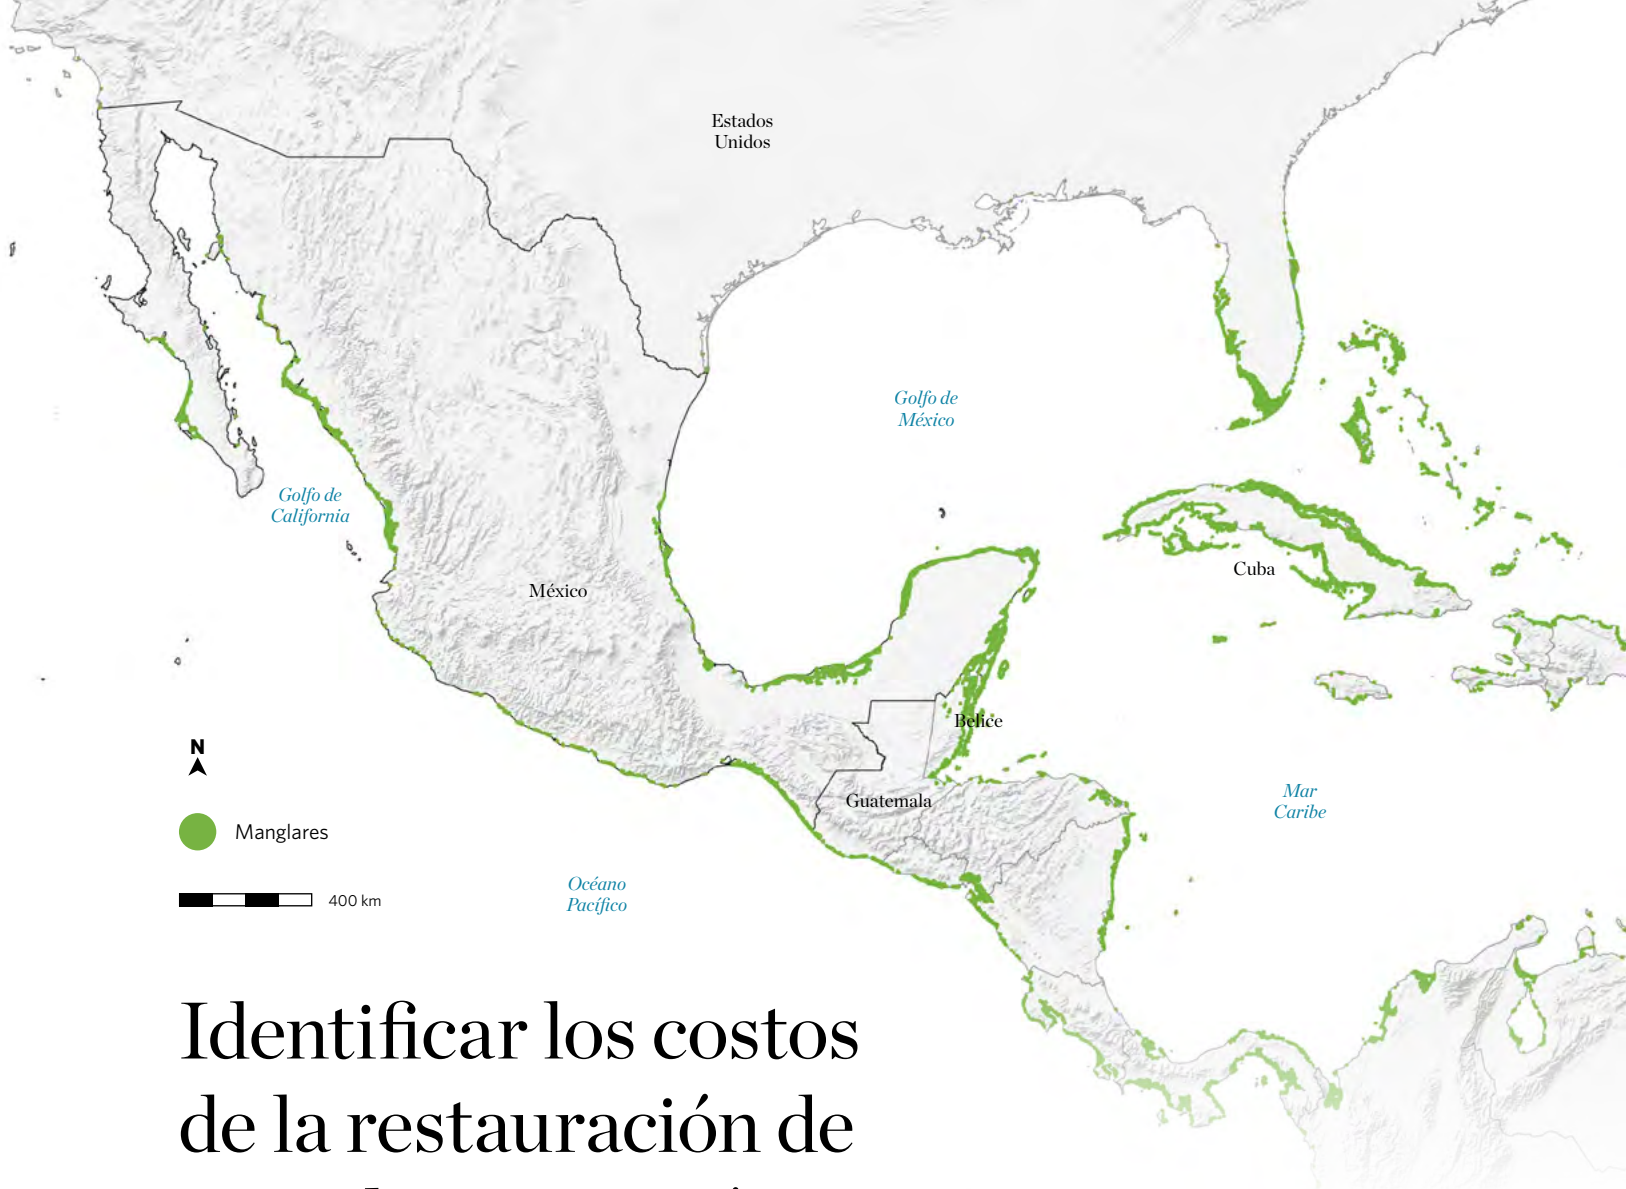 Estados
Unidos
Golfo de
México
Golfo de
California
Cuba
México
Belice
N
Mar
Caribe
Guatemala
Manglares
Océano
Pacífico
400 km
Identificar los costos
de la restauración de